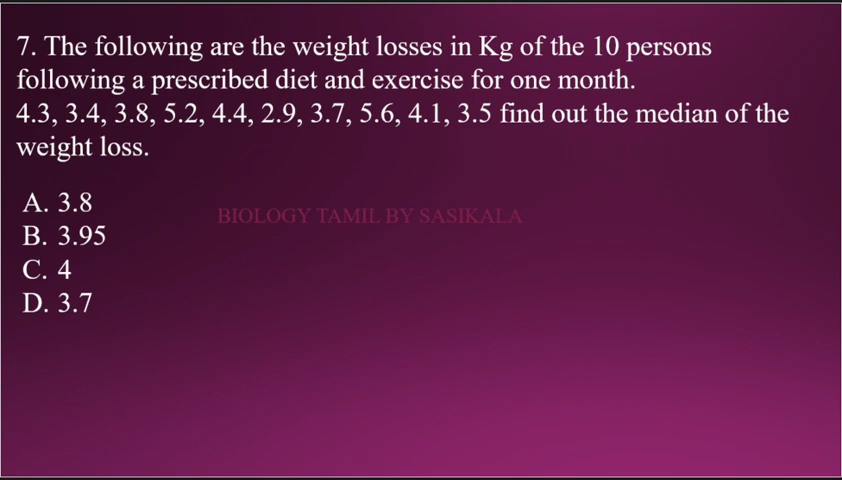 7. The following are the weight losses in Kg of the 10 persons
following a prescribed diet and exercise for one month.
4.3, 3.4, 3.8, 5.2, 4.4, 2.9, 3.7, 5.6, 4.1, 3.5 find out the median of the
weight loss.
A. 3.8
BIOLOGY TAMIL BY SASIKALA
B. 3.95
C. 4
D. 3.7